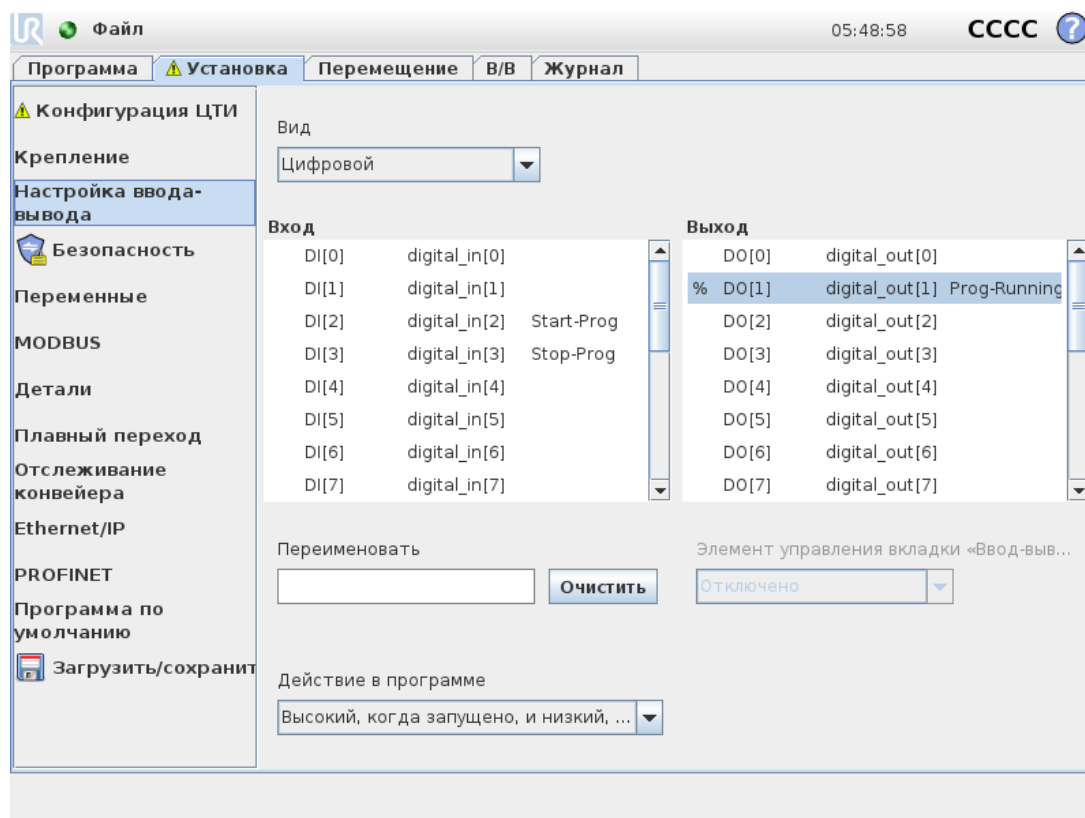 UR Файл 05:48:58 CCCC ?
Программа Установка Перемещение В/В Журнал
Конфигурация ЦТИ
Крепление
Настройка ввода-
вывода
Безопасность
Переменные
MODBUS
Детали
Плавный переход
Отслеживание
конвейера
Ethernet/IP
PROFINET
Программа по
умолчанию
Загрузить/сохранит
Вид
Цифровой
Вход
DI[0] digital_in[0]
DI[1] digital_in[1]
DI[2] digital_in[2] Start-Prog
DI[3] digital_in[3] Stop-Prog
DI[4] digital_in[4]
DI[5] digital_in[5]
DI[6] digital_in[6]
DI[7] digital_in[7]
Выход
DO[0] digital_out[0]
% DO[1] digital_out[1] Prog-Running
DO[2] digital_out[2]
DO[3] digital_out[3]
DO[4] digital_out[4]
DO[5] digital_out[5]
DO[6] digital_out[6]
DO[7] digital_out[7]
Переименовать
Очистить
Элемент управления вкладки «Ввод-выв...
Отключено
Действие в программе
Высокий, когда запущено, и низкий, ...